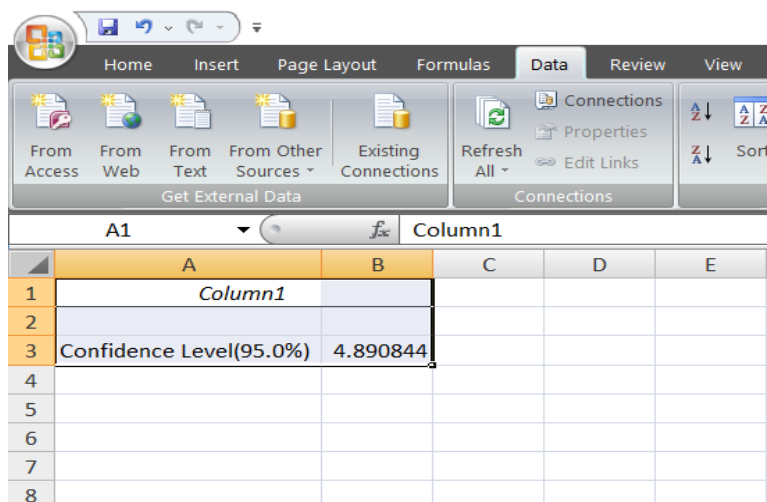 Home Insert Page Layout Formulas Data Review View
From Access From Web From Text From Other Sources Existing Connections Refresh All Connections Properties Edit Links Sort
Get External Data Connections
A1 fx Column1
A B C D E
1 Column1
2
3 Confidence Level(95.0%) 4.890844
4
5
6
7
8